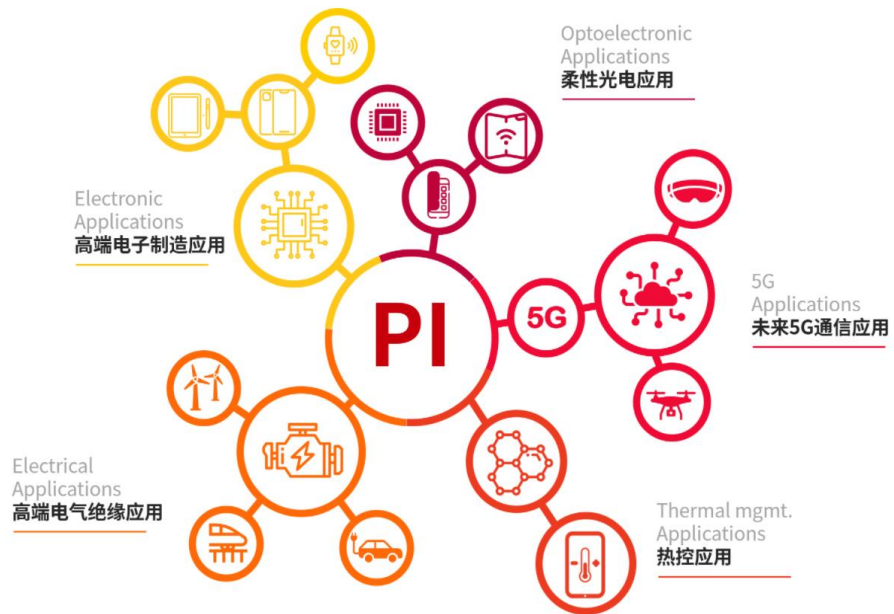 Optoelectronic
Applications
柔性光电应用
Electronic
Applications
高端电子制造应用
5G
Applications
未来5G通信应用
PI
5G
Electrical
Applications
高端电气绝缘应用
Thermal mgmt.
Applications
热控应用